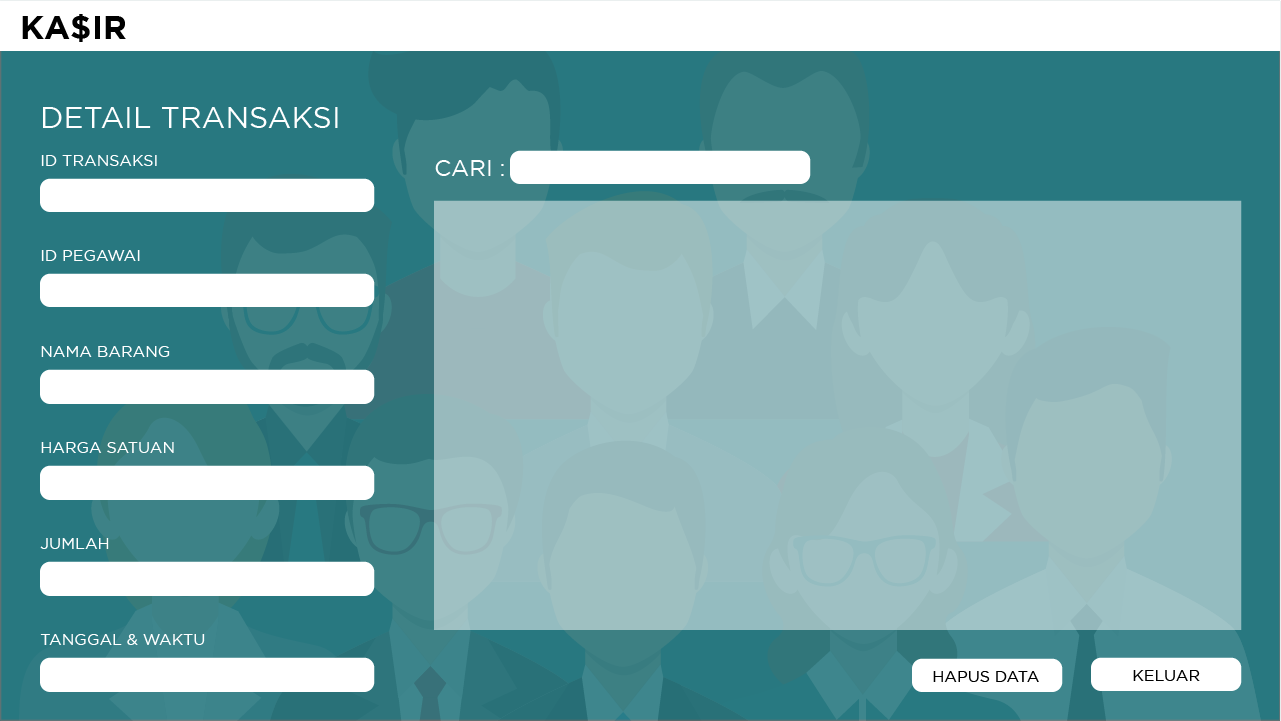 KA$IR
DETAIL TRANSAKSI
ID TRANSAKSI
ID PEGAWAI
NAMA BARANG
HARGA SATUAN
JUMLAH
TANGGAL & WAKTU
CARI :
HAPUS DATA
KELUAR